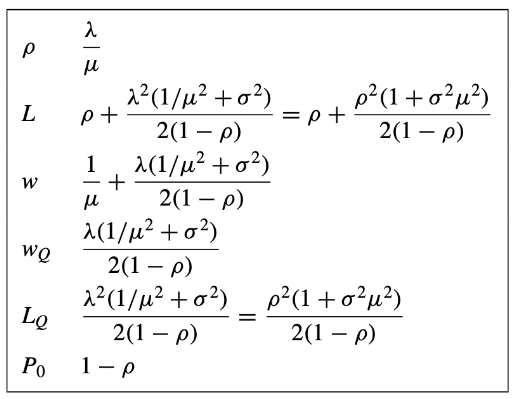 ρ λ/μ
L ρ + λ²(1/μ² + σ²)/2(1 − ρ) = ρ + ρ²(1 + σ²μ²)/2(1 − ρ)
w 1/μ + λ(1/μ² + σ²)/2(1 − ρ)
w_Q λ(1/μ² + σ²)/2(1 − ρ)
L_Q λ²(1/μ² + σ²)/2(1 − ρ) = ρ²(1 + σ²μ²)/2(1 − ρ)
P₀ 1 − ρ